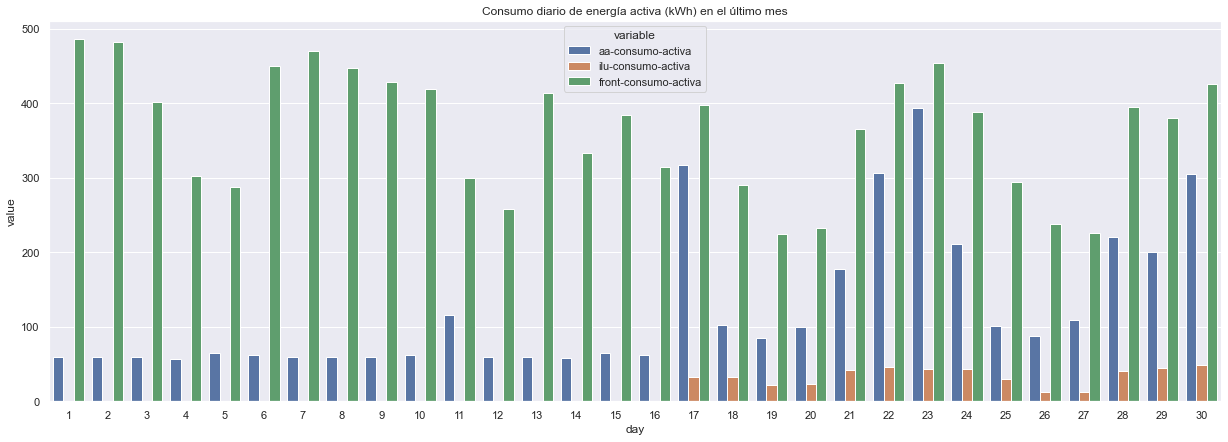 Consumo diario de energía activa (kWh) en el último mes
variable
aa-consumo-activa
ilu-consumo-activa
front-consumo-activa
value
500
400
300
200
100
0
1 2 3 4 5 6 7 8 9 10 11 12 13 14 15 16 17 18 19 20 21 22 23 24 25 26 27 28 29 30
day